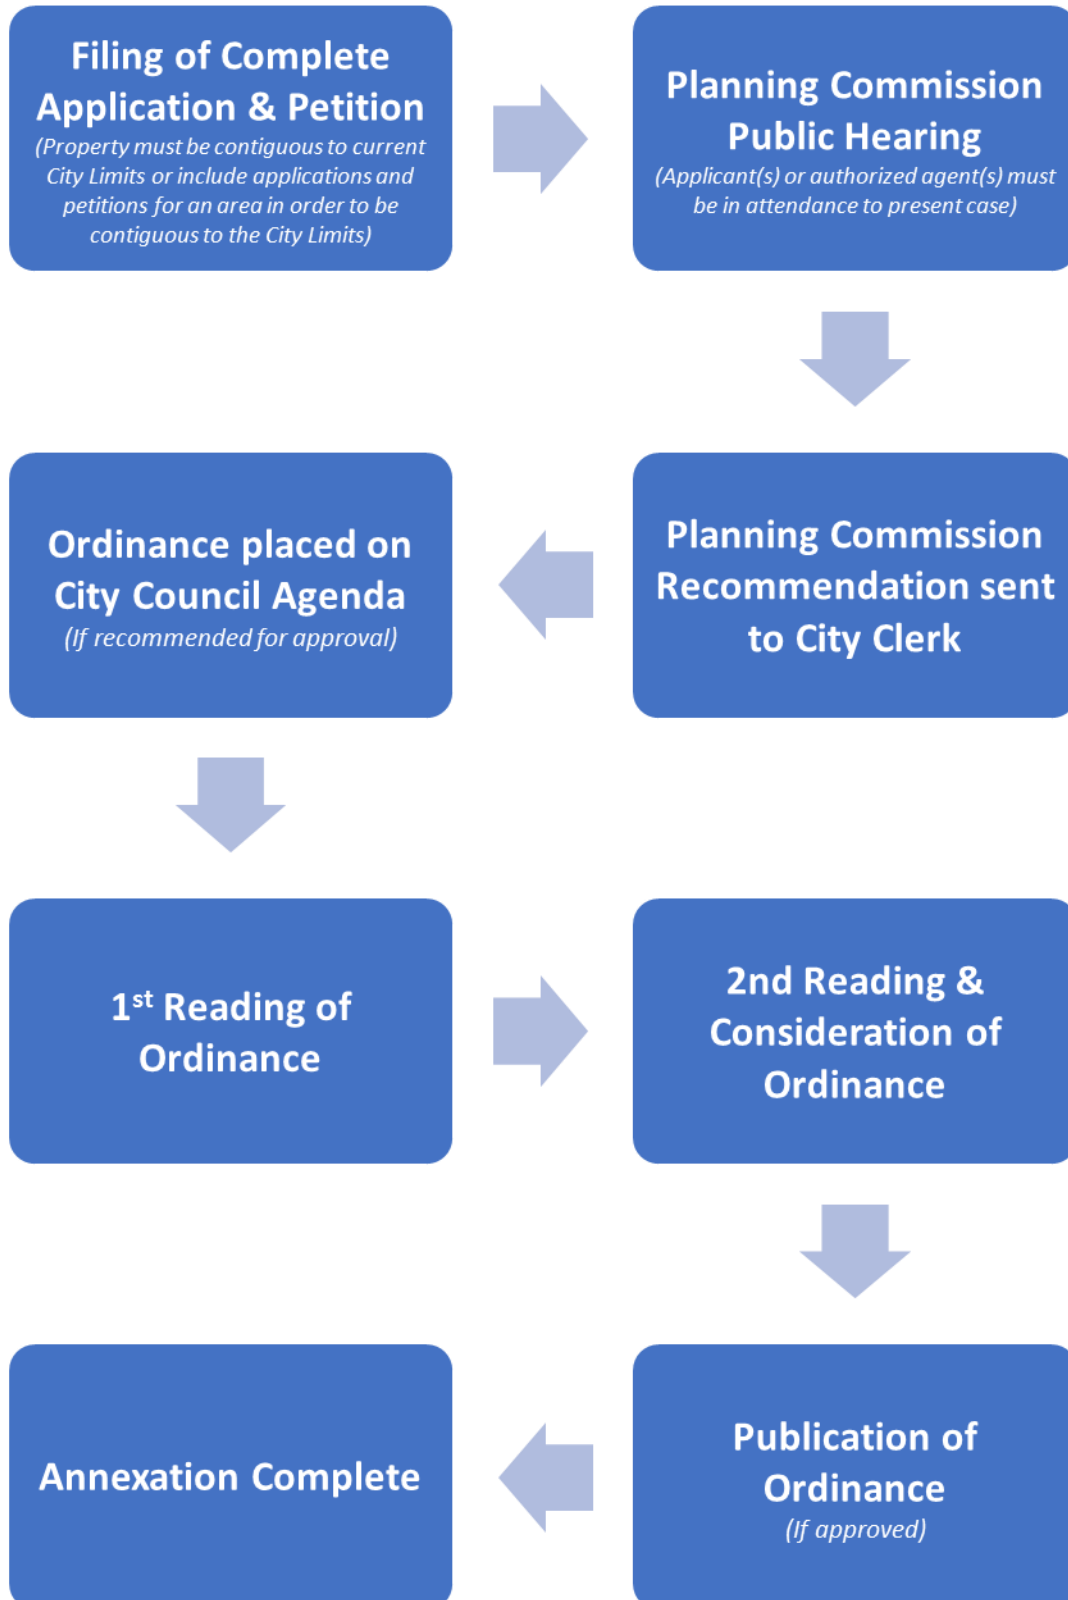 Filing of Complete
Application & Petition
(Property must be contiguous to current
City Limits or include applications and
petitions for an area in order to be
contiguous to the City Limits)
Planning Commission
Public Hearing
(Applicant(s) or authorized agent(s) must
be in attendance to present case)
Planning Commission
Recommendation sent
to City Clerk
Ordinance placed on
City Council Agenda
(If recommended for approval)
1st Reading of
Ordinance
2nd Reading &
Consideration of
Ordinance
Publication of
Ordinance
(If approved)
Annexation Complete